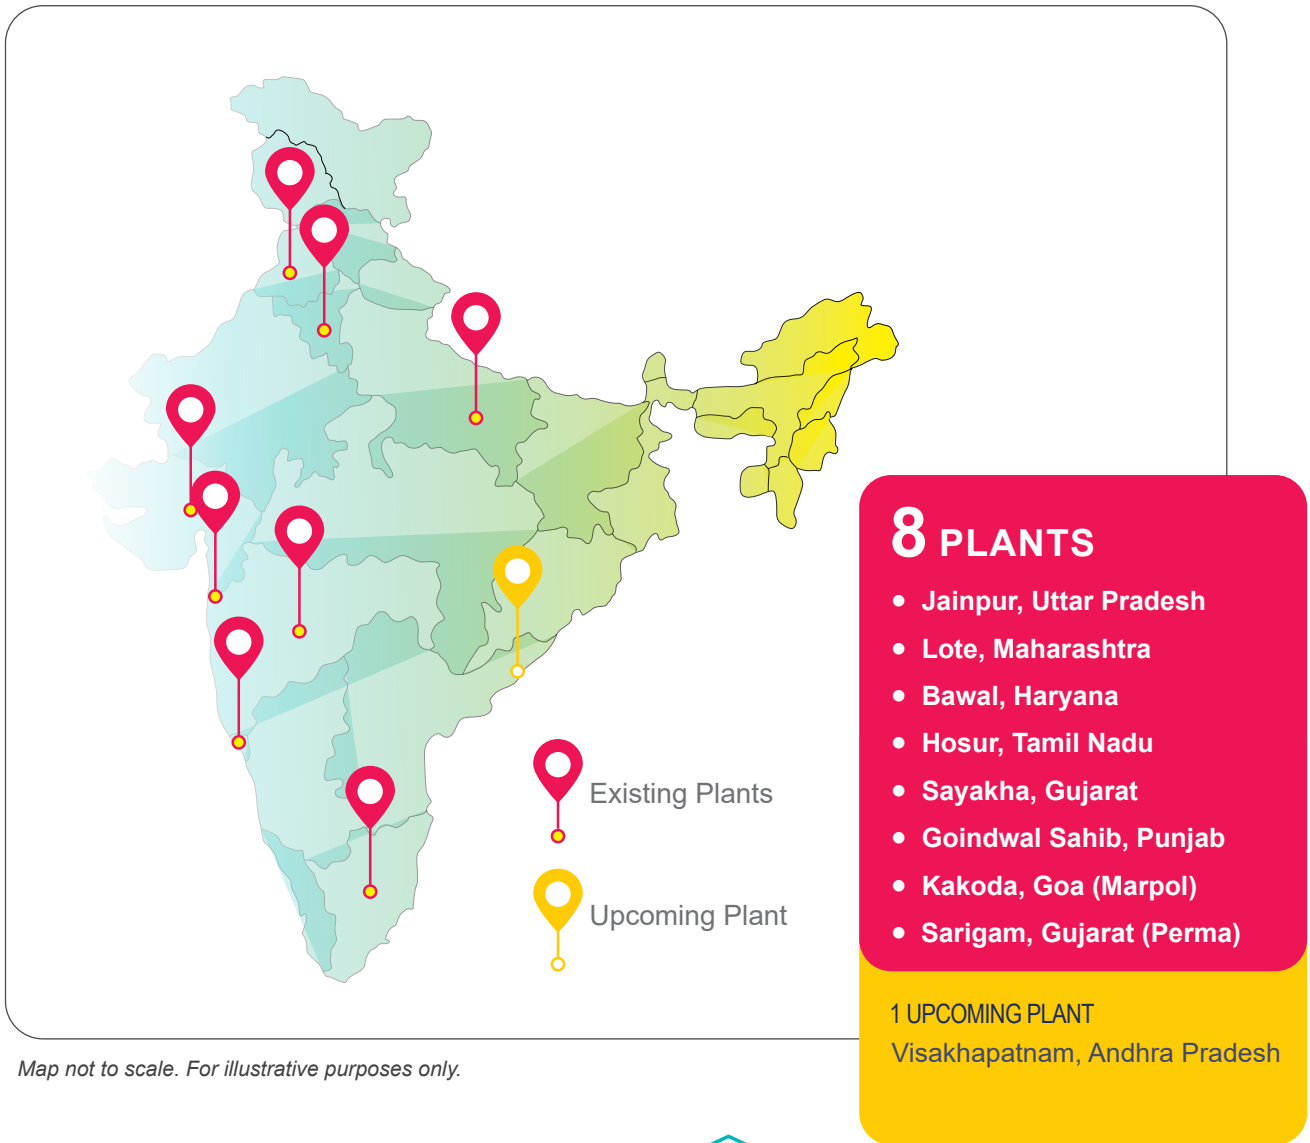 Existing Plants
Upcoming Plant
8 PLANTS
• Jainpur, Uttar Pradesh
• Lote, Maharashtra
• Bawal, Haryana
• Hosur, Tamil Nadu
• Sayakha, Gujarat
• Goindwal Sahib, Punjab
• Kakoda, Goa (Marpol)
• Sarigam, Gujarat (Perma)
1 UPCOMING PLANT
Visakhapatnam, Andhra Pradesh
Map not to scale. For illustrative purposes only.